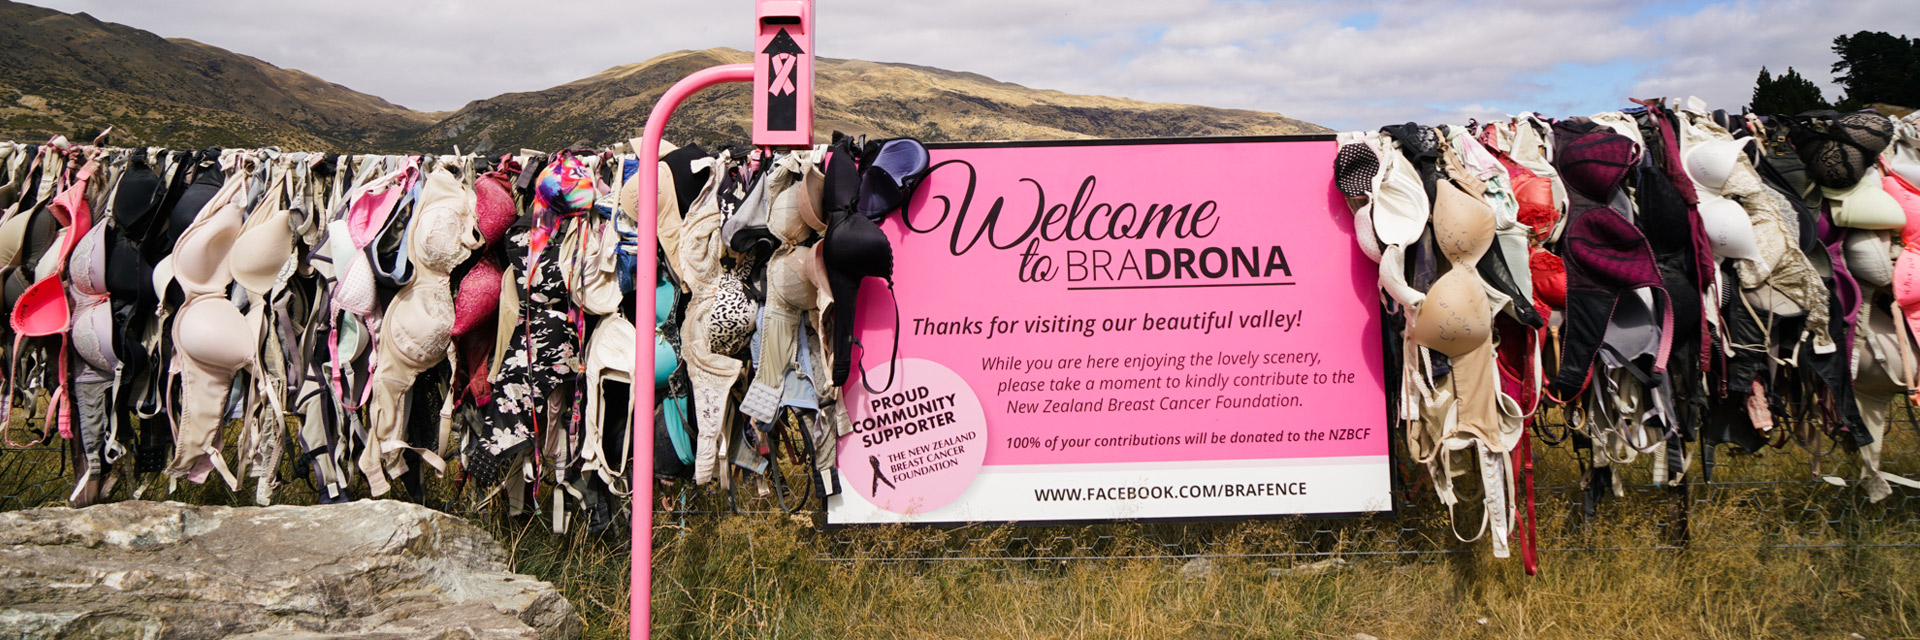 Welcome
to BRADRONA
Thanks for visiting our beautiful valley!
While you are here enjoying the lovely scenery,
please take a moment to kindly contribute to the
New Zealand Breast Cancer Foundation.
100% of your contributions will be donated to the NZBCF
PROUD
COMMUNITY
SUPPORTER
THE NEW ZEALAND
BREAST CANCER
FOUNDATION
WWW.FACEBOOK.COM/BRAFENCE